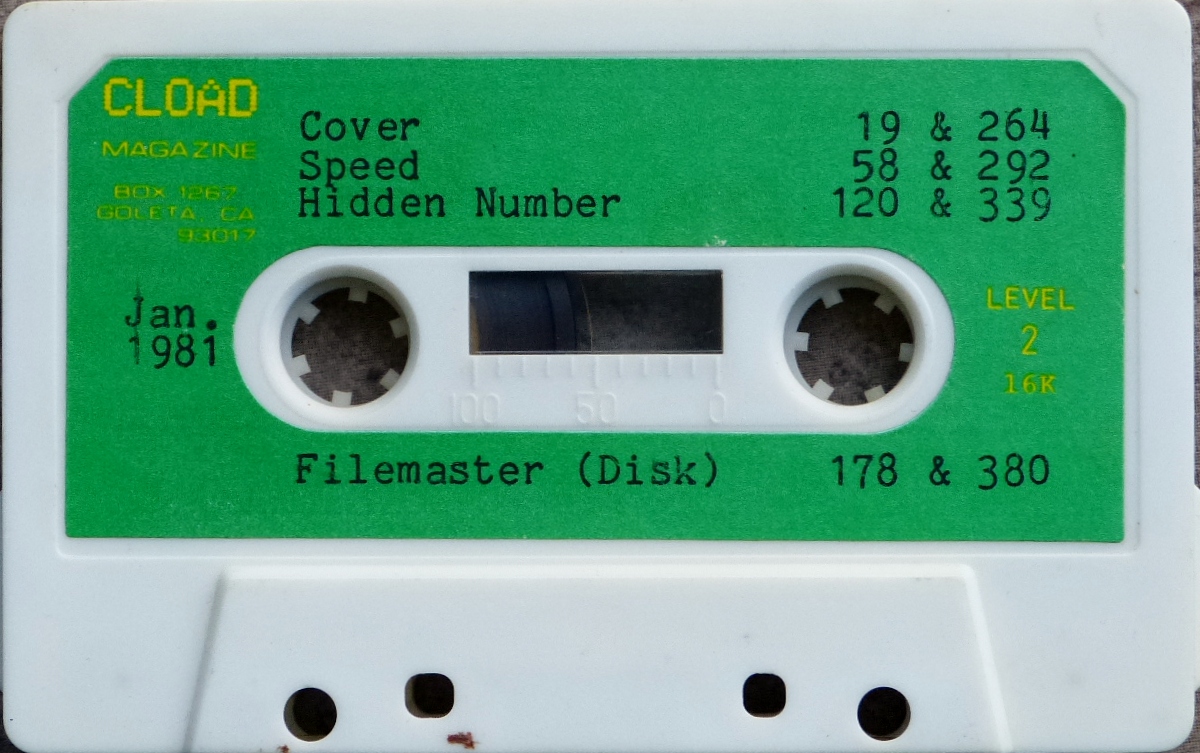 CLOAD
MAGAZINE
BOX 1267
GOLETA, CA
93017
Cover 19 & 264
Speed 58 & 292
Hidden Number 120 & 339
Jan.
1981
LEVEL
2
16K
100 50 0
Filemaster (Disk) 178 & 380